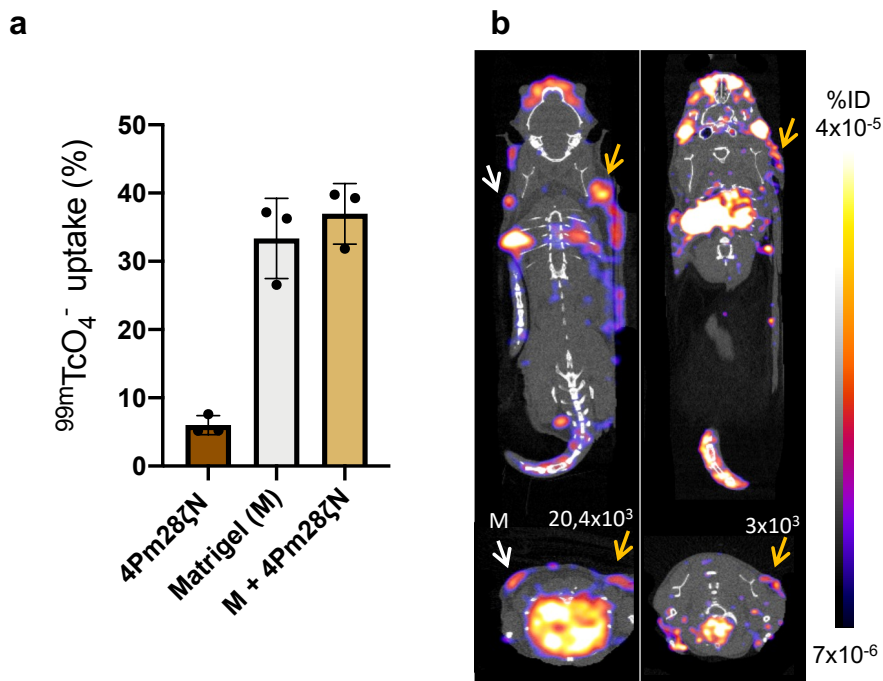 a
b
99mTcO4- uptake (%)
50
40
30
20
10
0
4Pm28ζN
Matrigel (M)
M + 4Pm28ζN
M
20,4x10³
3x10³
%ID
4x10⁻⁵
7x10⁻⁶